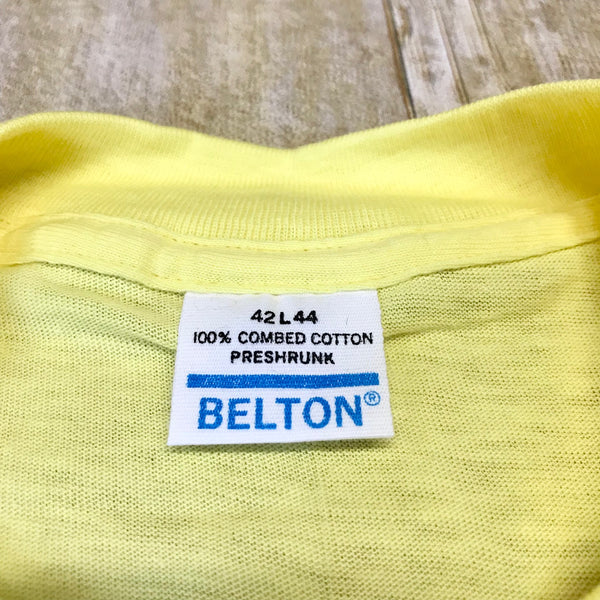 42 L 44
100% COMBED COTTON
PRESHRUNK
BELTON®